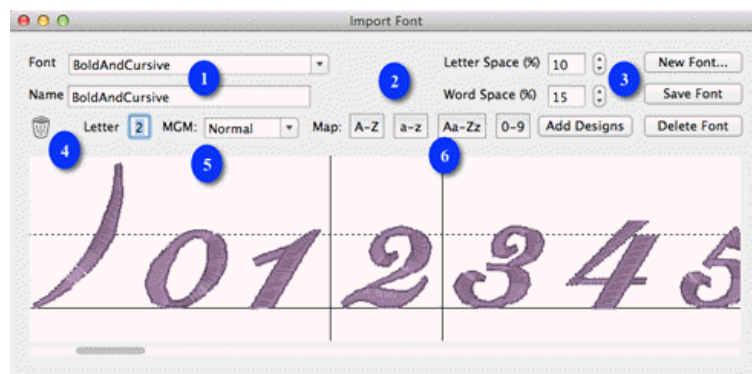 Import Font
Font BoldAndCursive Letter Space (%) 10 New Font...
1 2 3
Name BoldAndCursive Word Space (%) 15 Save Font
Letter 2 MGM: Normal Map: A-Z a-z Aa-Zz 0-9 Add Designs Delete Font
4 5 6
) 0 1 2 3 4 5